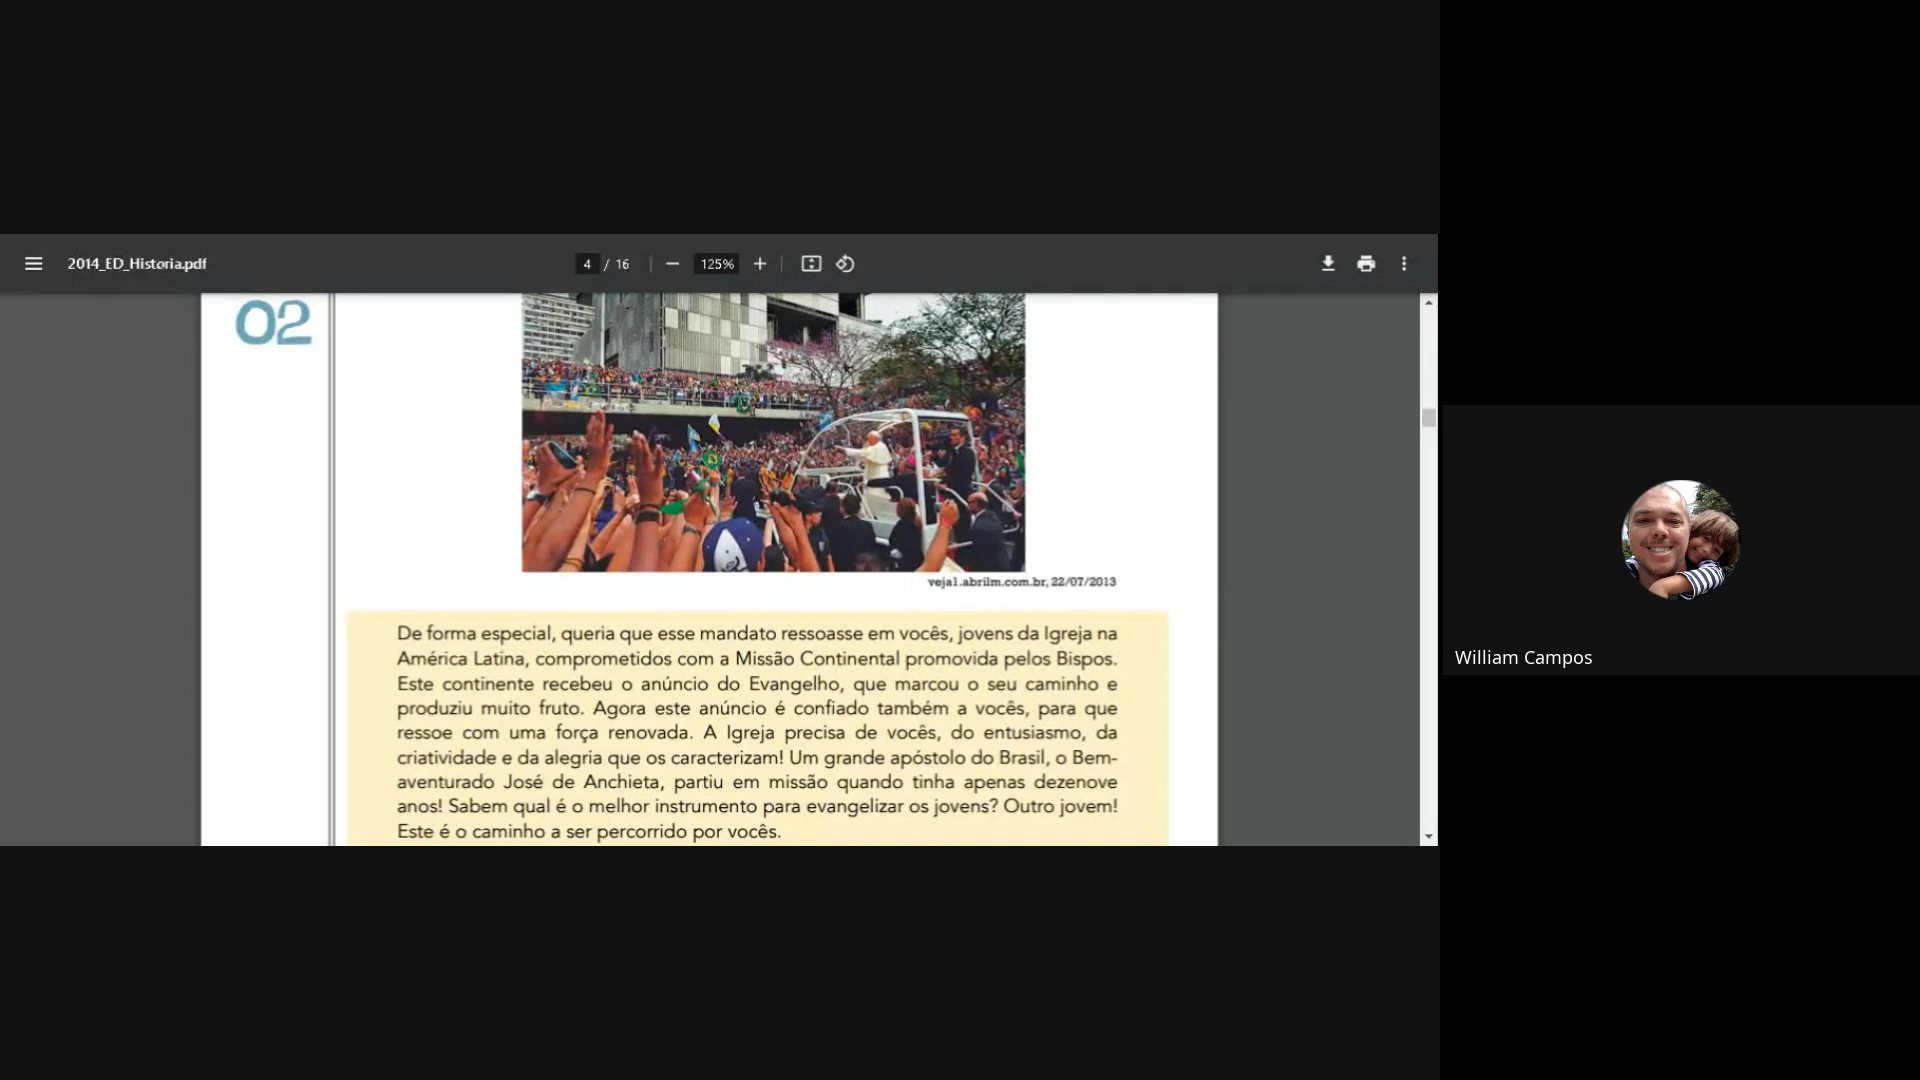 2014_ED_Historia.pdf
4 / 16
125%
02
veja1.abrilm.com.br, 22/07/2013
De forma especial, queria que esse mandato ressoasse em vocês, jovens da Igreja na
América Latina, comprometidos com a Missão Continental promovida pelos Bispos.
Este continente recebeu o anúncio do Evangelho, que marcou o seu caminho e
produziu muito fruto. Agora este anúncio é confiado também a vocês, para que
ressoe com uma força renovada. A Igreja precisa de vocês, do entusiasmo, da
criatividade e da alegria que os caracterizam! Um grande apóstolo do Brasil, o Bem-
aventurado José de Anchieta, partiu em missão quando tinha apenas dezenove
anos! Sabem qual é o melhor instrumento para evangelizar os jovens? Outro jovem!
Este é o caminho a ser percorrido por vocês.
William Campos